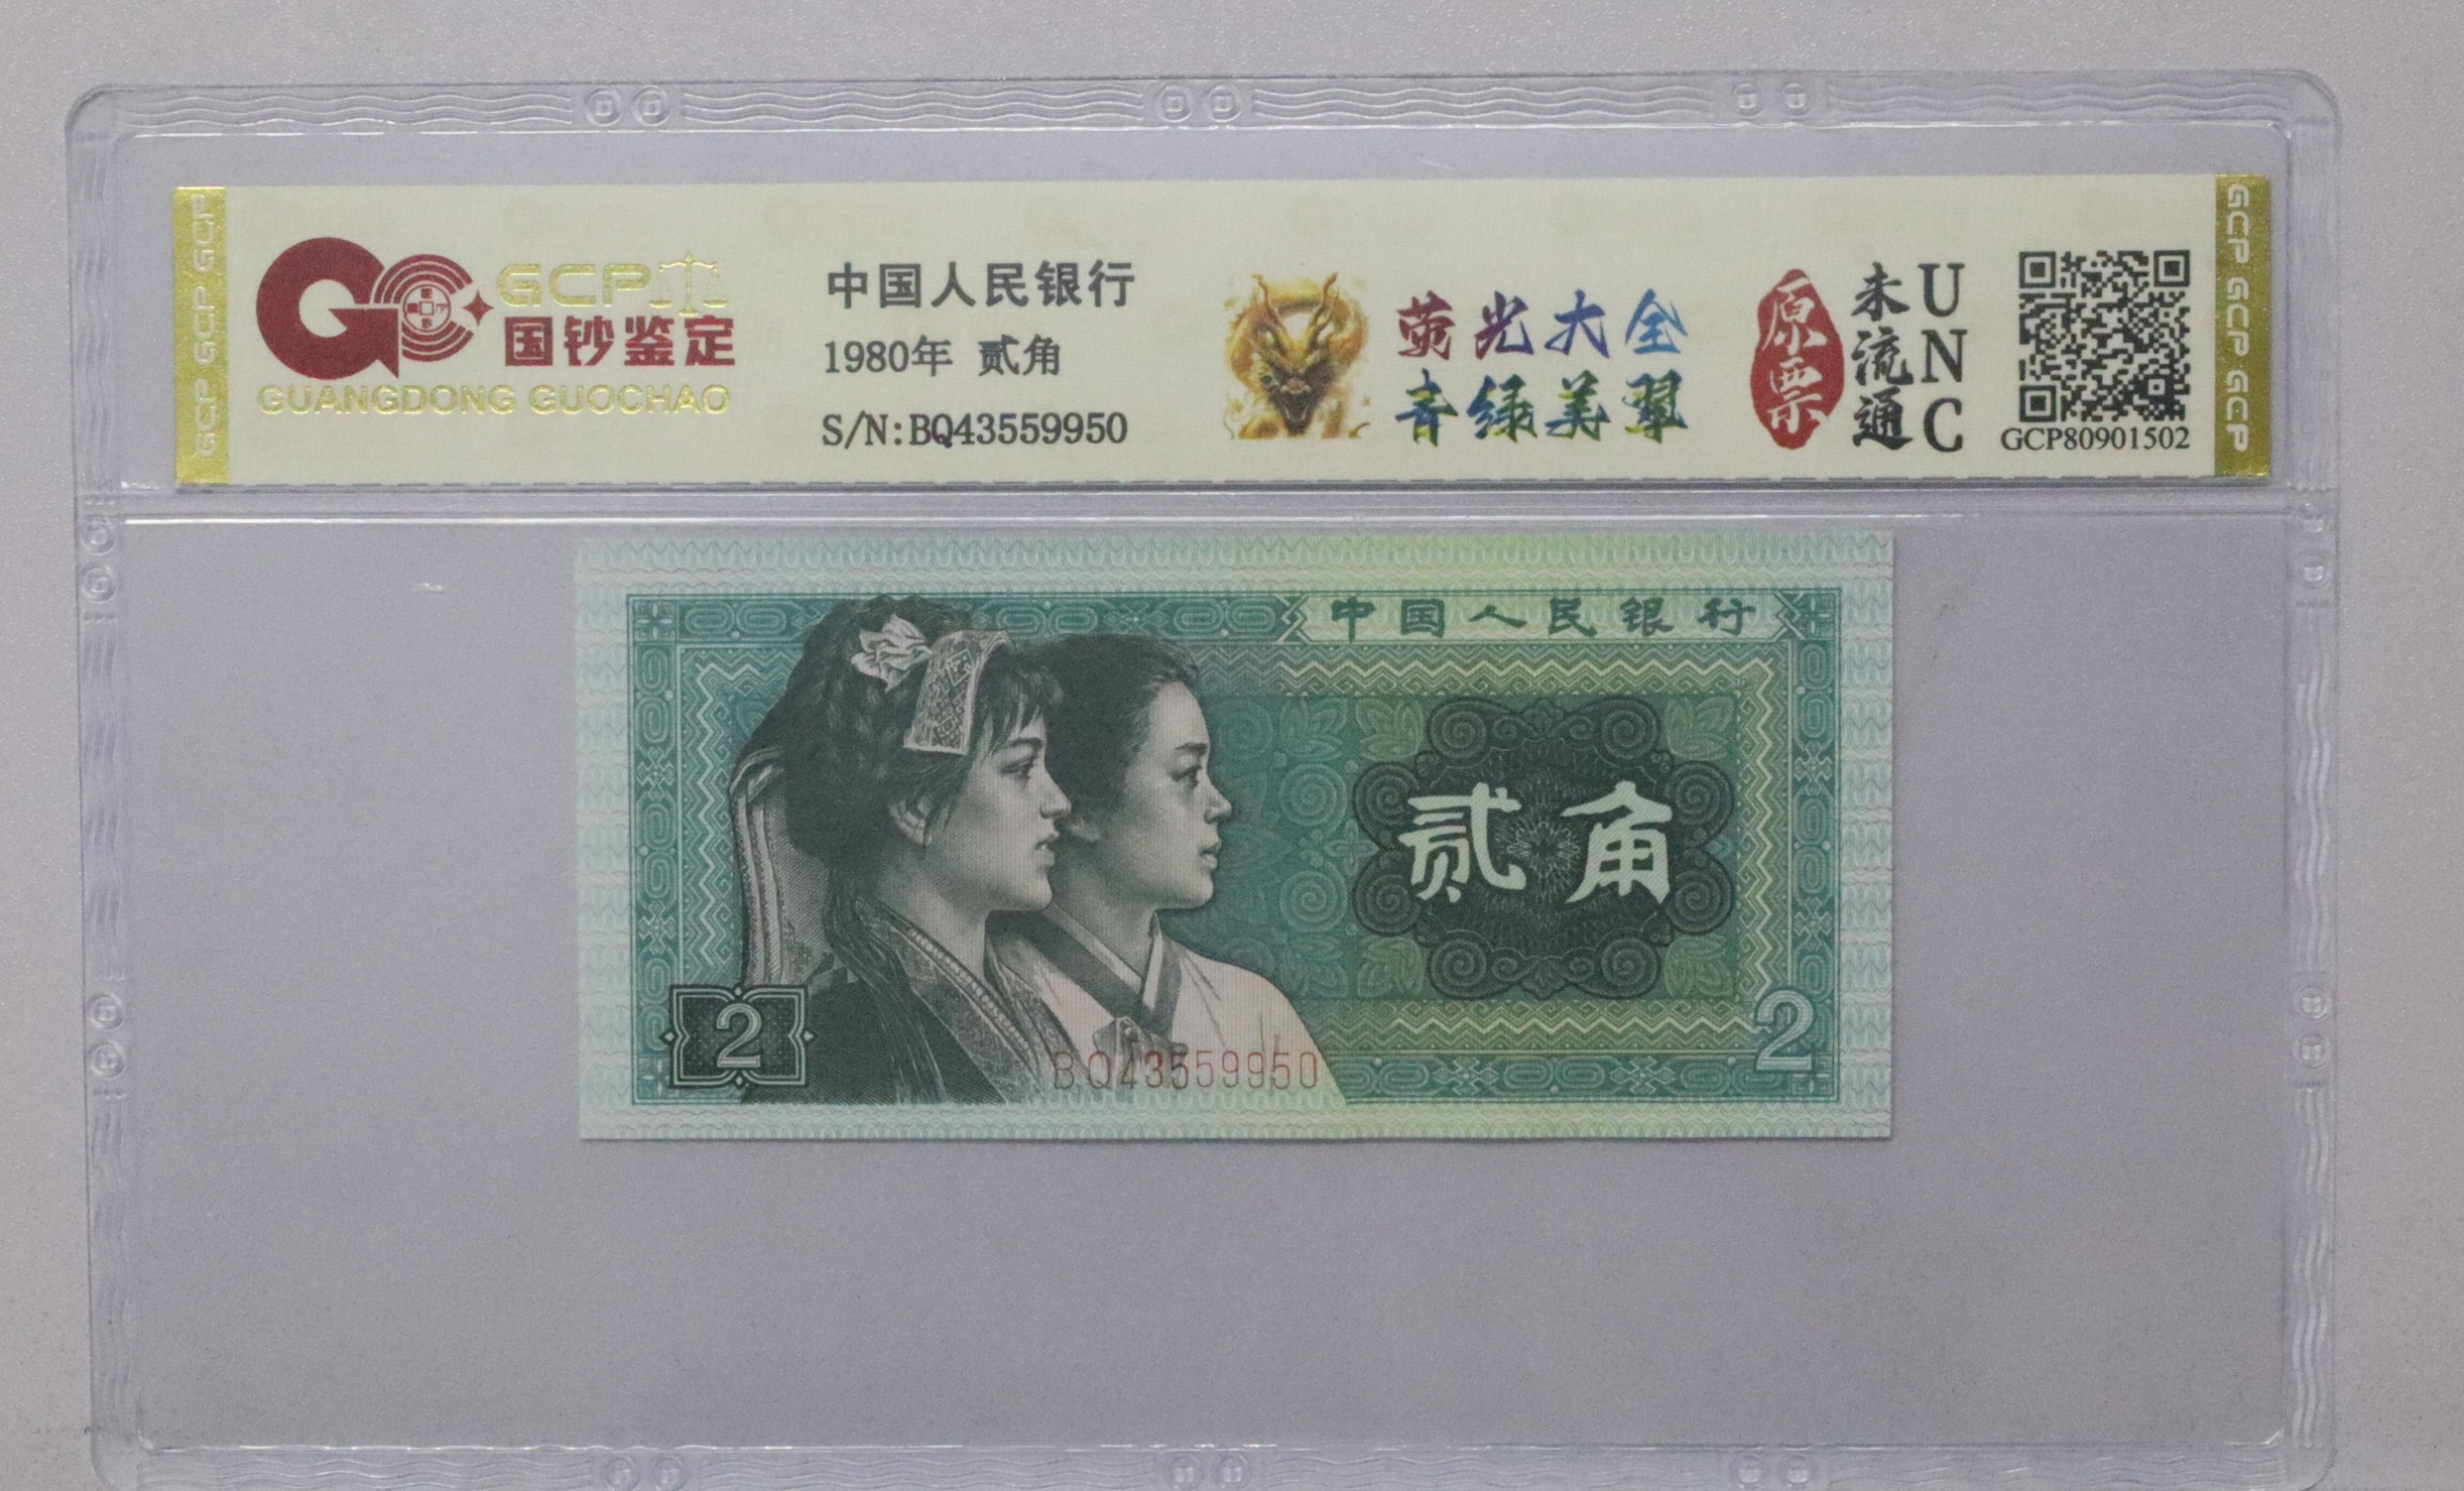 GCP GCP GCP
GCP
国钞鉴定
GUANGDONG GUOCHAO
中国人民银行
1980年 贰角
S/N:BQ43559950
荧光大全
青绿美翠
原票
未流通
UNC
GCP80901502
GCP GCP GCP GCP
中国人民银行
贰角
2
BQ43559950
2